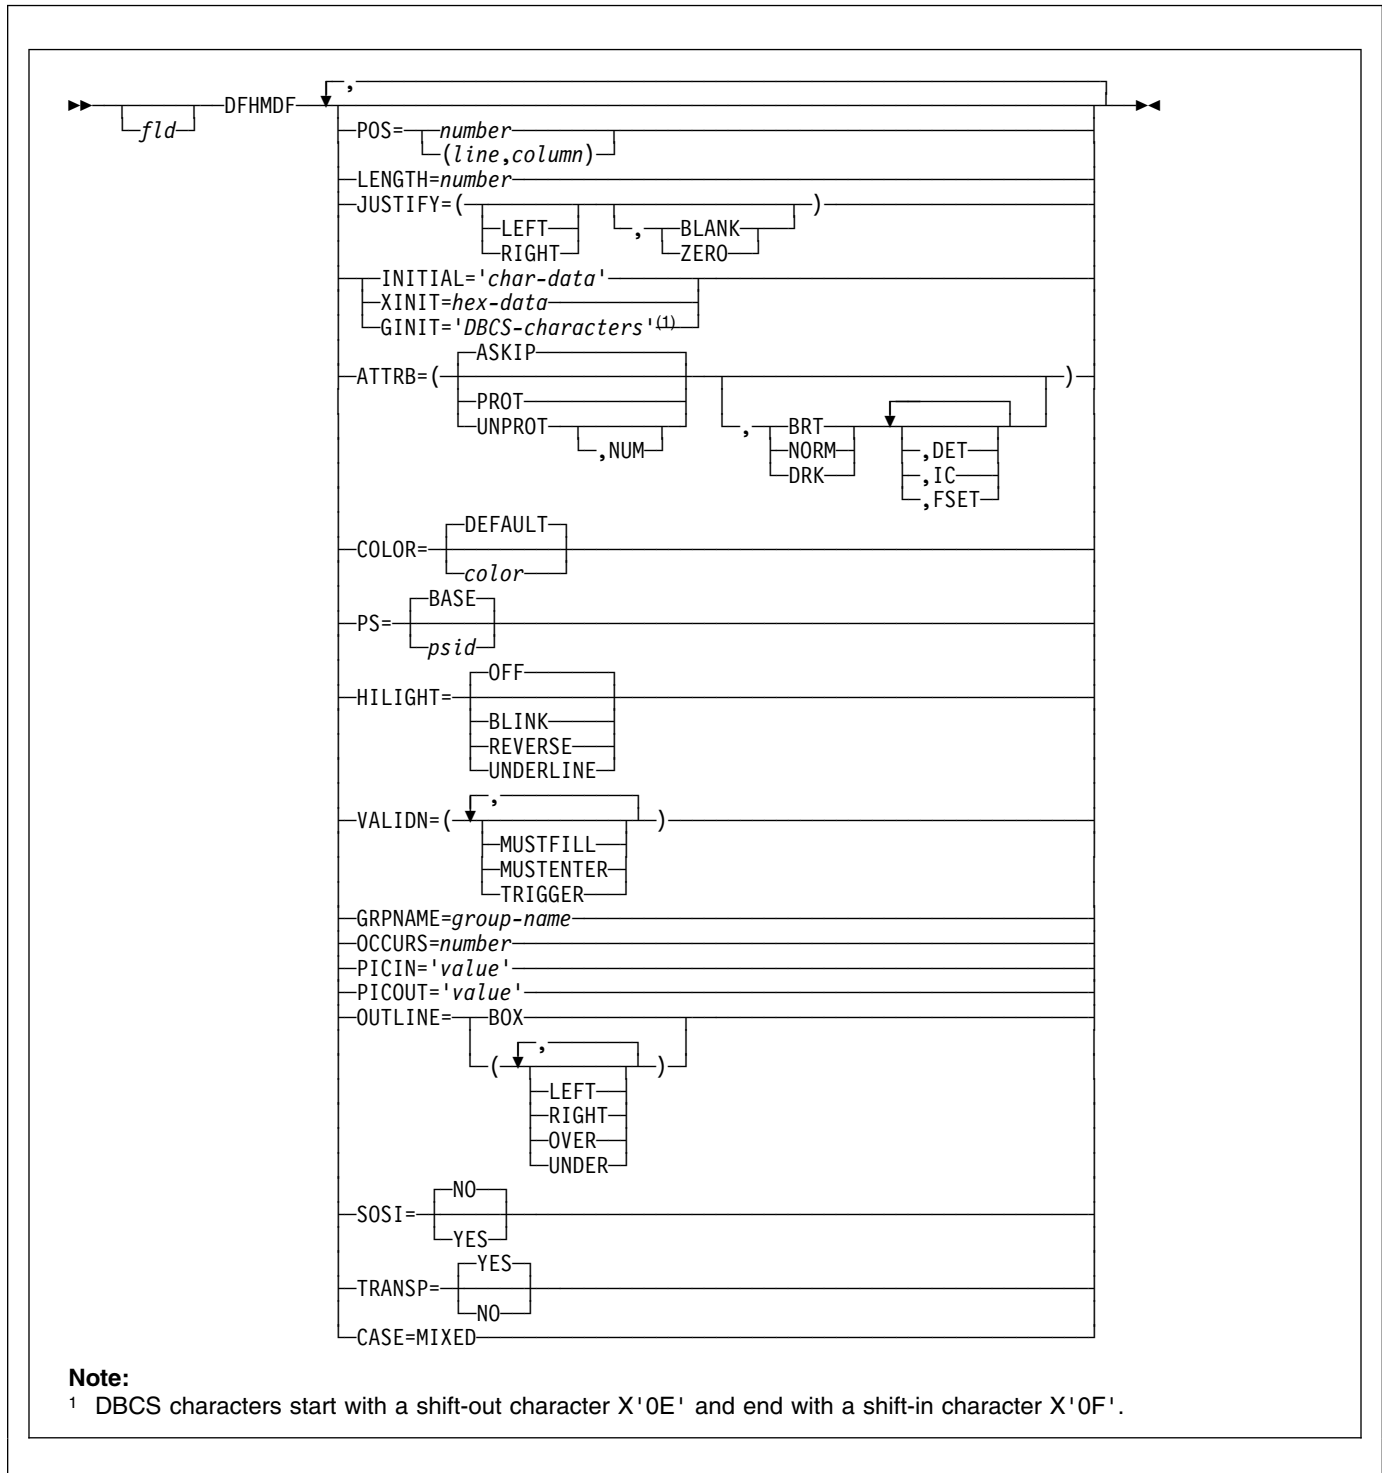 ,
DFHMDF
fld
POS= number
(line,column)
LENGTH=number
JUSTIFY=( )
LEFT , BLANK
RIGHT ZERO
INITIAL='char-data'
XINIT=hex-data
GINIT='DBCS-characters'(1)
ASKIP
ATTRB=( )
PROT
UNPROT , BRT
,NUM NORM ,DET
DRK ,IC
,FSET
DEFAULT
COLOR=
color
BASE
PS=
psid
OFF
HILIGHT=
BLINK
REVERSE
UNDERLINE
,
VALIDN=( )
MUSTFILL
MUSTENTER
TRIGGER
GRPNAME=group-name
OCCURS=number
PICIN='value'
PICOUT='value'
OUTLINE= BOX
,
( )
LEFT
RIGHT
OVER
UNDER
NO
SOSI=
YES
YES
TRANSP=
NO
CASE=MIXED
Note:
1 DBCS characters start with a shift-out character X'0E' and end with a shift-in character X'0F'.